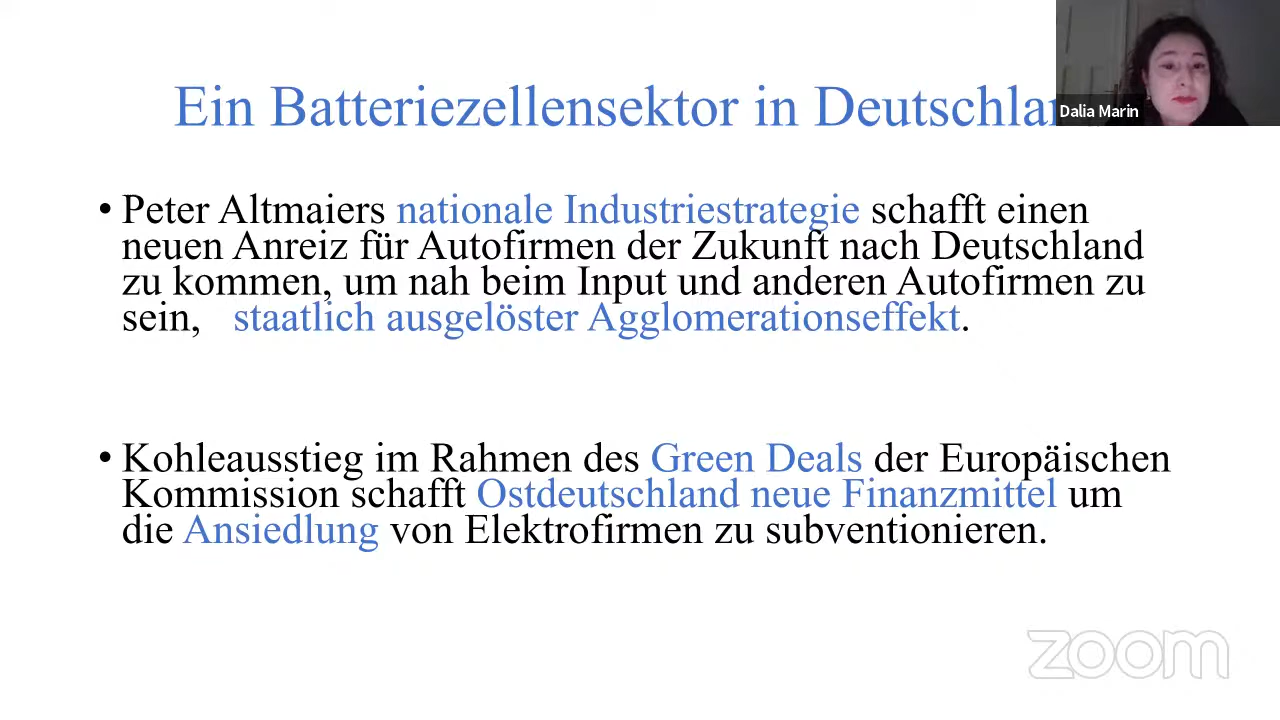 Ein Batteriezellensektor in Deutschlan
Dalia Marin
• Peter Altmaiers nationale Industriestrategie schafft einen
neuen Anreiz für Autofirmen der Zukunft nach Deutschland
zu kommen, um nah beim Input und anderen Autofirmen zu
sein, staatlich ausgelöster Agglomerationseffekt.
• Kohleausstieg im Rahmen des Green Deals der Europäischen
Kommission schafft Ostdeutschland neue Finanzmittel um
die Ansiedlung von Elektrofirmen zu subventionieren.
zoom